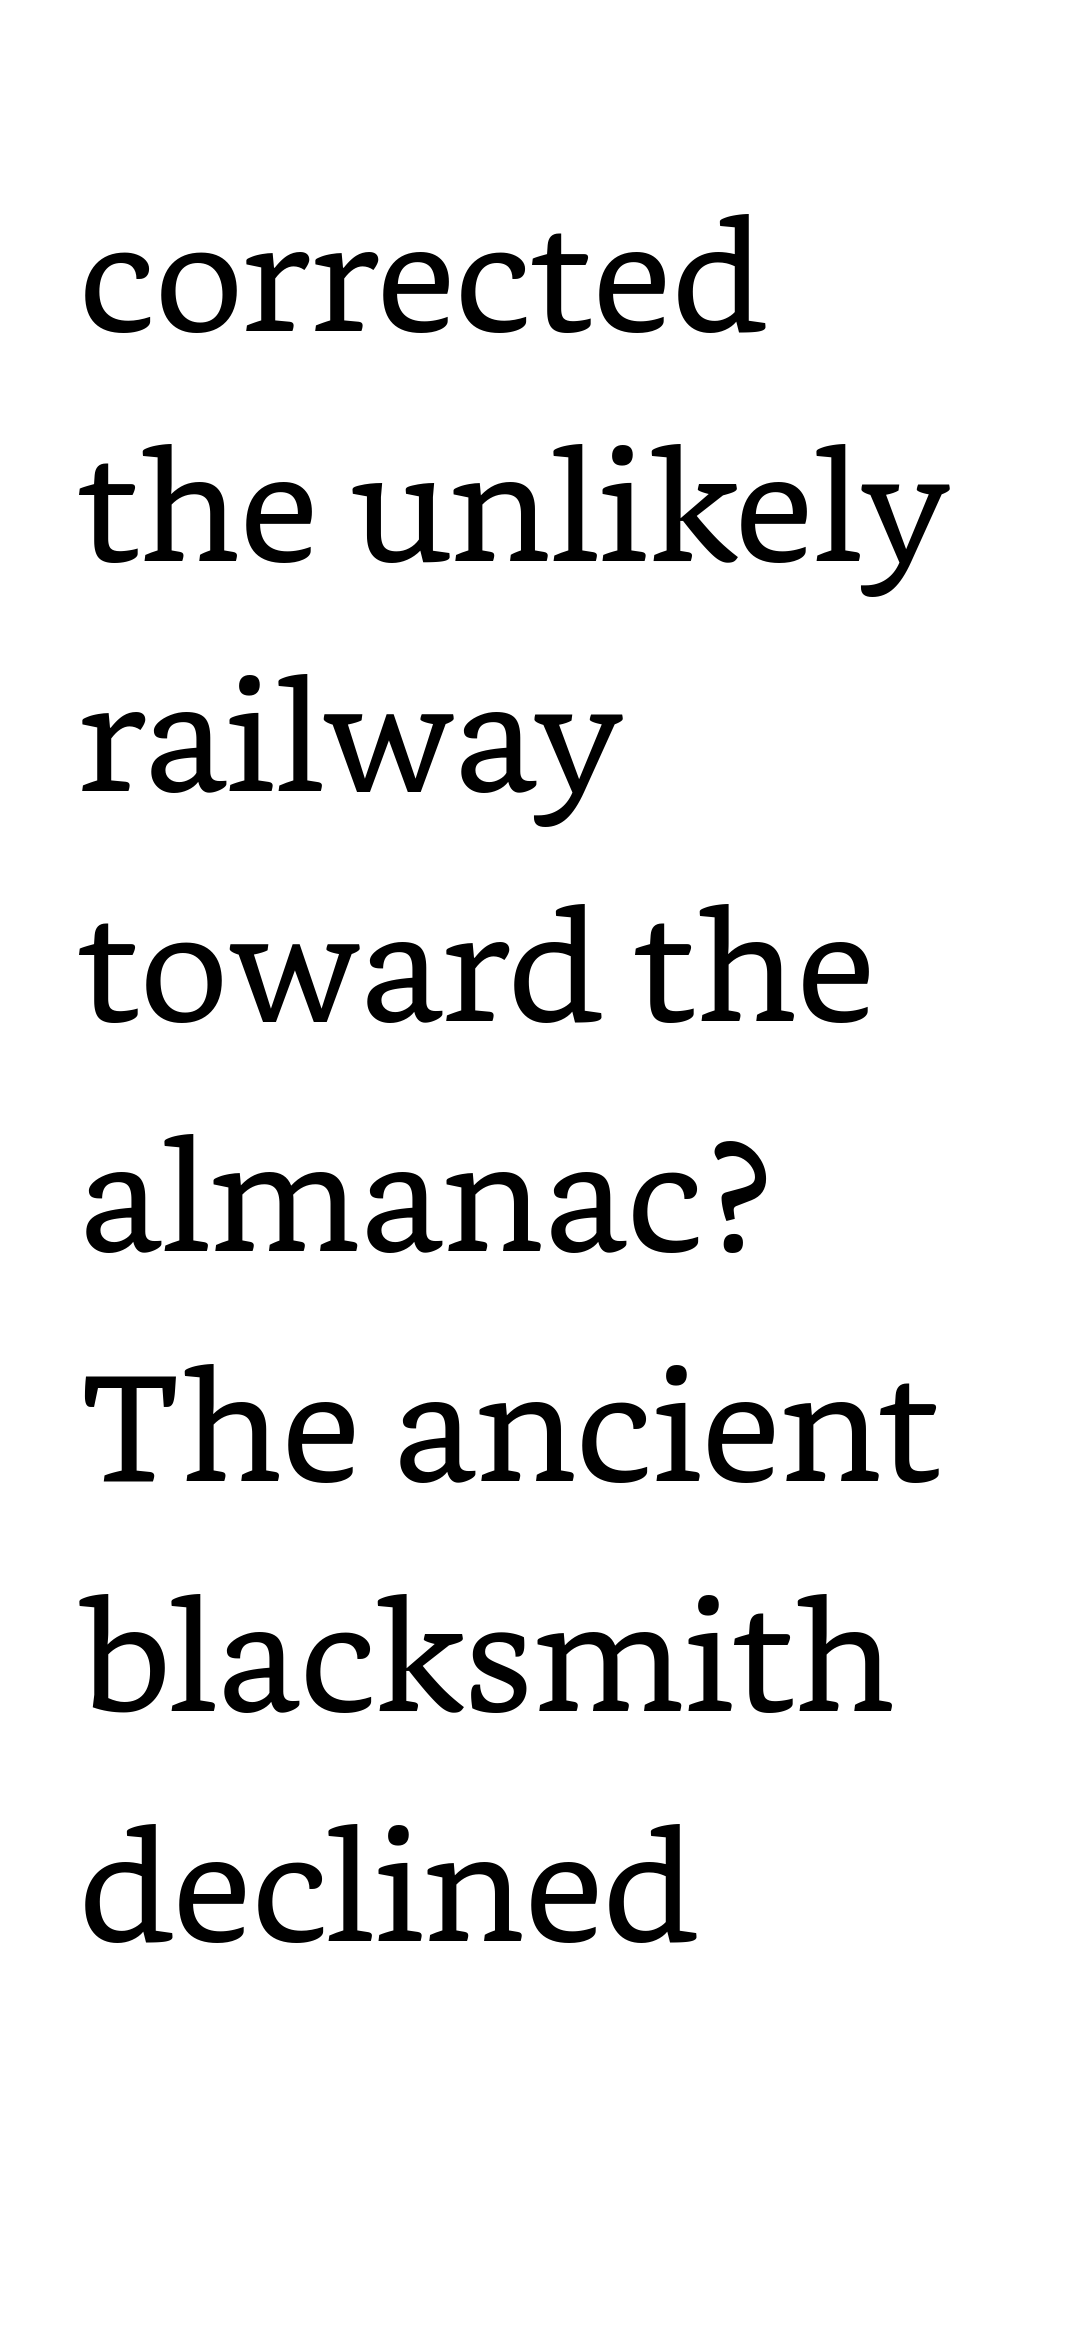 corrected
the unlikely
railway
toward the
almanac?
The ancient
blacksmith
declined